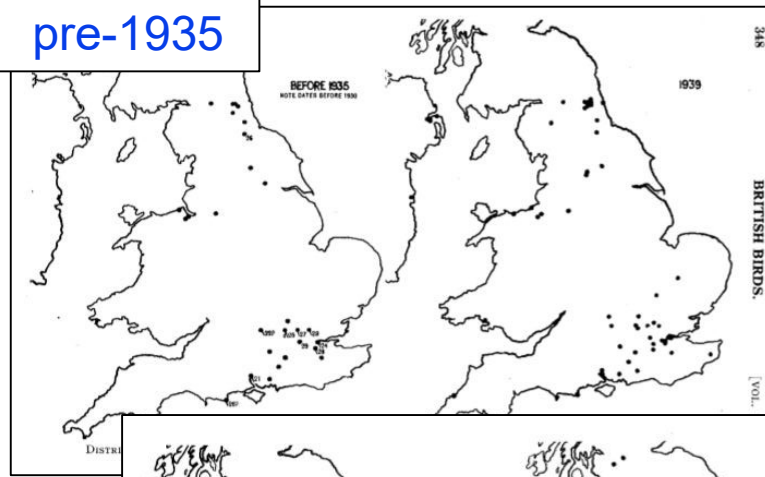 pre-1935
BEFORE 1935
NOTE DATES BEFORE 1930
1939
348
BRITISH BIRDS.
[VOL.
DISTRI